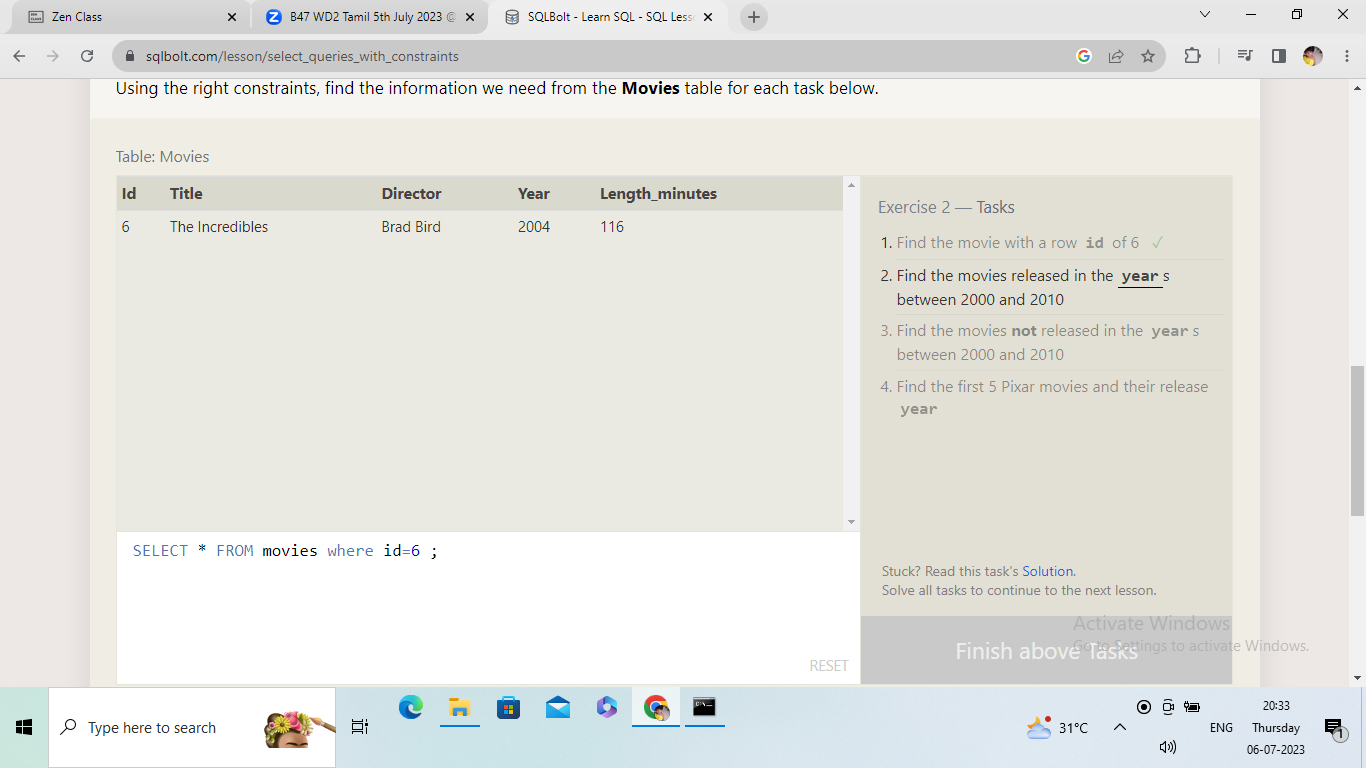 Zen Class
B47 WD2 Tamil 5th July 2023 @
SQLBolt - Learn SQL - SQL Less
sqlbolt.com/lesson/select_queries_with_constraints
Using the right constraints, find the information we need from the Movies table for each task below.
Table: Movies
Id Title Director Year Length_minutes
6 The Incredibles Brad Bird 2004 116
SELECT * FROM movies where id=6 ;
RESET
Exercise 2 — Tasks
1. Find the movie with a row id of 6 ✓
2. Find the movies released in the year s
between 2000 and 2010
3. Find the movies not released in the year s
between 2000 and 2010
4. Find the first 5 Pixar movies and their release
year
Stuck? Read this task's Solution.
Solve all tasks to continue to the next lesson.
Finish above Tasks
Activate Windows
Go to Settings to activate Windows.
Type here to search
31°C
ENG
20:33
Thursday
06-07-2023
1